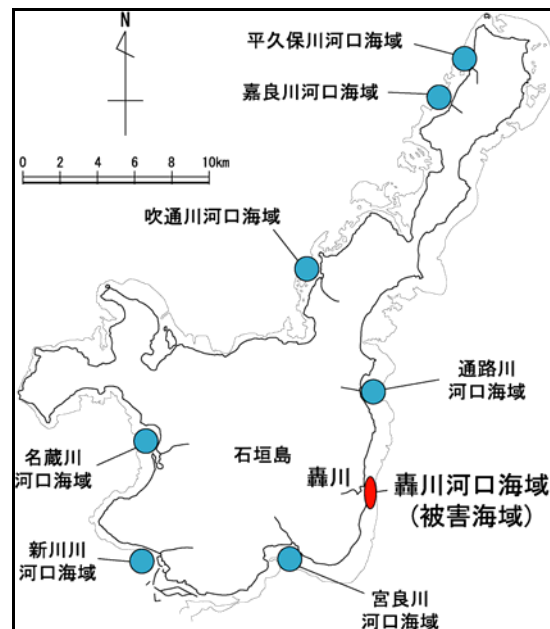 N
平久保川河口海域
嘉良川河口海域
0 2 4 6 8 10km
吹通川河口海域
通路川
河口海域
名蔵川
河口海域
石垣島
轟川
轟川河口海域
(被害海域)
新川川
河口海域
宮良川
河口海域